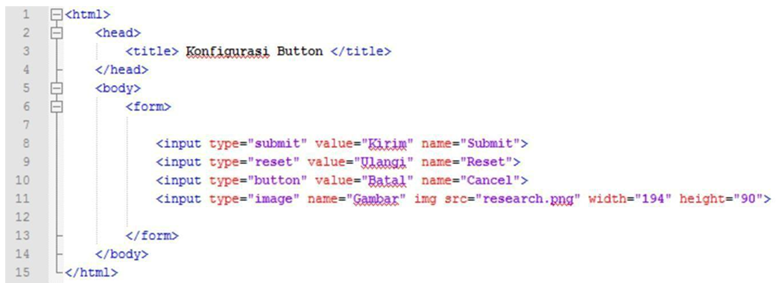 1 <html>
2 <head>
3 <title> Konfigurasi Button </title>
4 </head>
5 <body>
6 <form>
7
8 <input type="submit" value="Kirim" name="Submit">
9 <input type="reset" value="Ulangi" name="Reset">
10 <input type="button" value="Batal" name="Cancel">
11 <input type="image" name="Gambar" img src="research.png" width="194" height="90">
12
13 </form>
14 </body>
15 </html>